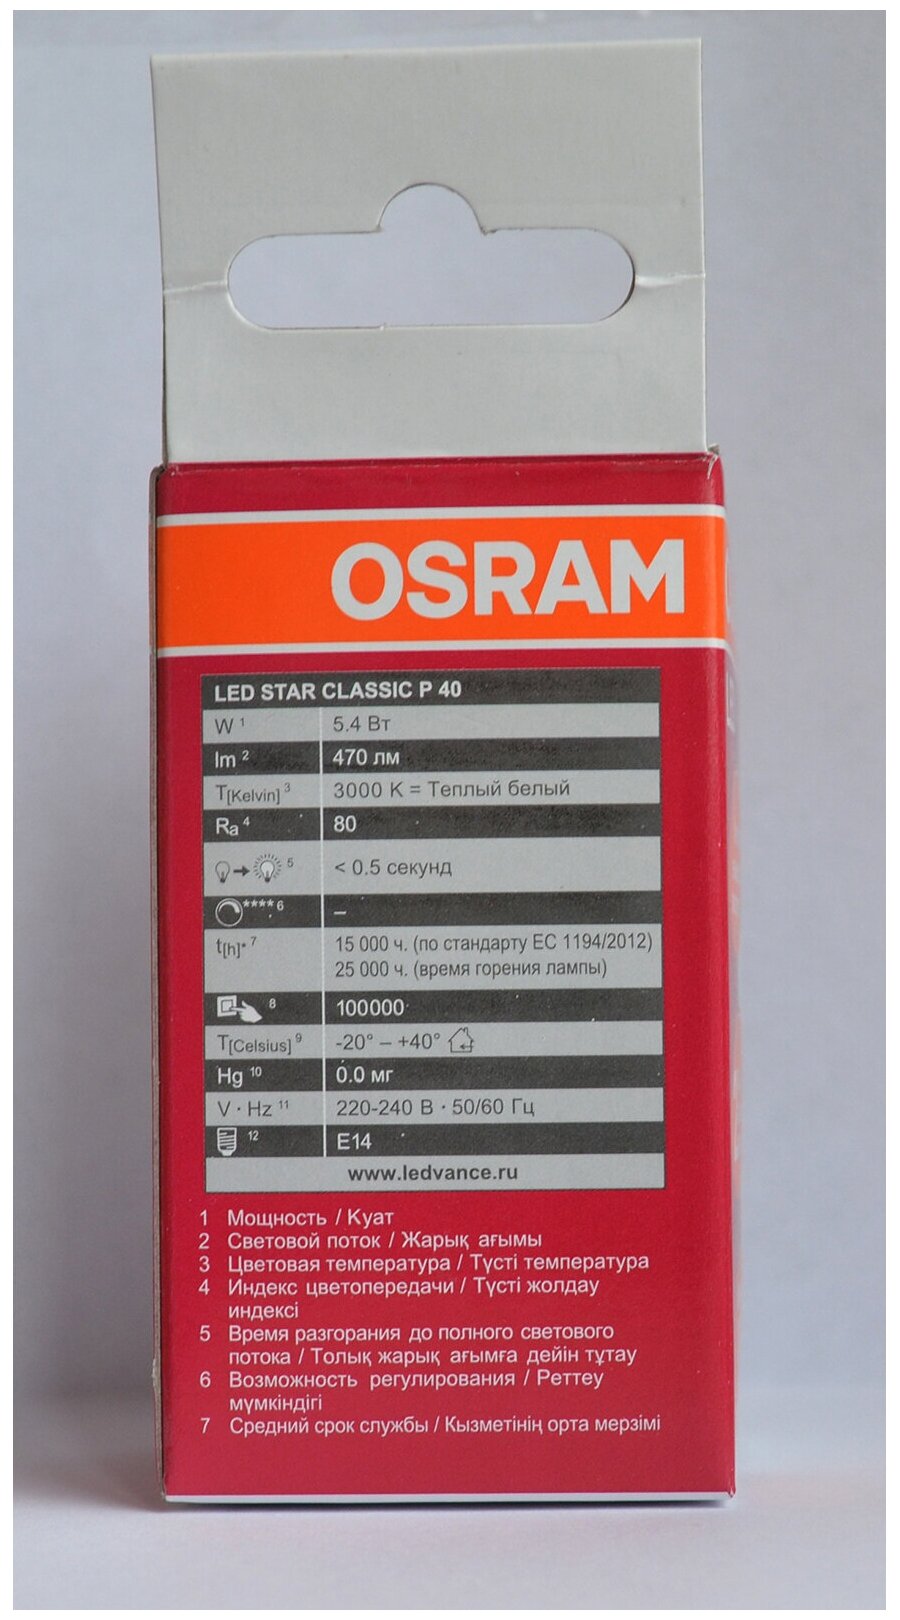 OSRAM
LED STAR CLASSIC P 40
W 1 5.4 Вт
lm 2 470 лм
T[Kelvin] 3 3000 K = Теплый белый
Ra 4 80
5 < 0.5 секунд
**** 6 –
t[h]* 7 15 000 ч. (по стандарту ЕС 1194/2012)
25 000 ч. (время горения лампы)
8 100000
T[Celsius] 9 -20° – +40°
Hg 10 0.0 мг
V · Hz 11 220-240 В · 50/60 Гц
12 E14
www.ledvance.ru
1 Мощность / Қуат
2 Световой поток / Жарық ағымы
3 Цветовая температура / Түсті температура
4 Индекс цветопередачи / Түсті жолдау
индексі
5 Время разгорания до полного светового
потока / Толық жарық ағымға дейін тұтау
6 Возможность регулирования / Реттеу
мүмкіндігі
7 Средний срок службы / Кызметінің орта мерзімі